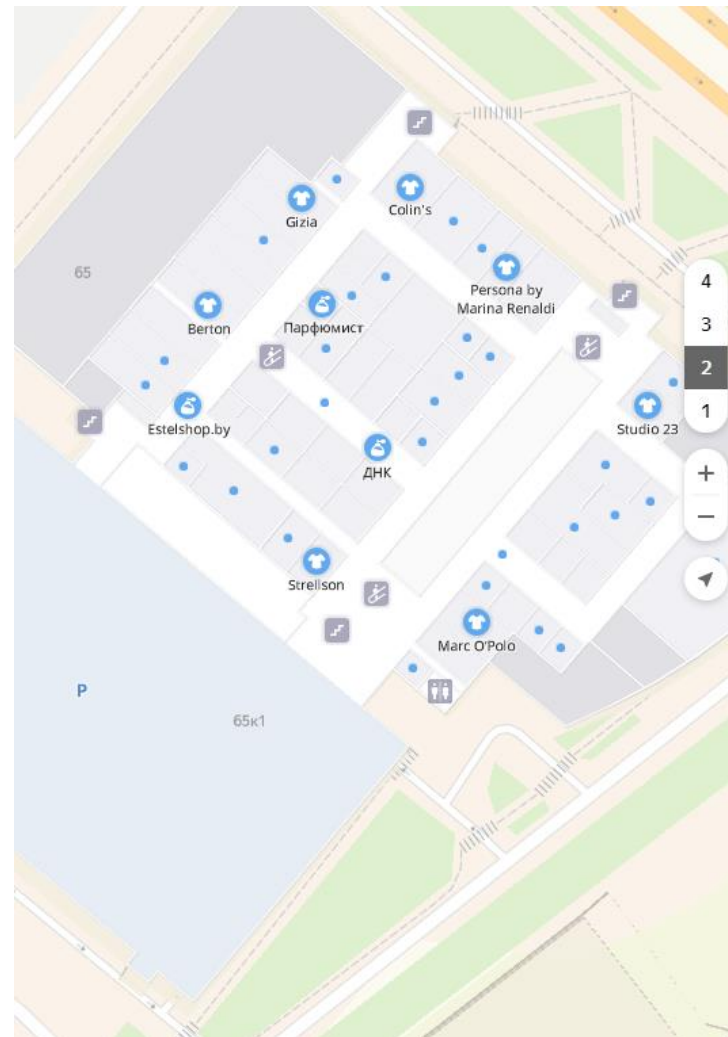 Gizia
Colin's
65
4
Persona by
Marina Renaldi
3
Berton
Парфюмист
2
1
Estelshop.by
Studio 23
ДНК
+
−
Strellson
Marc O'Polo
P
65к1